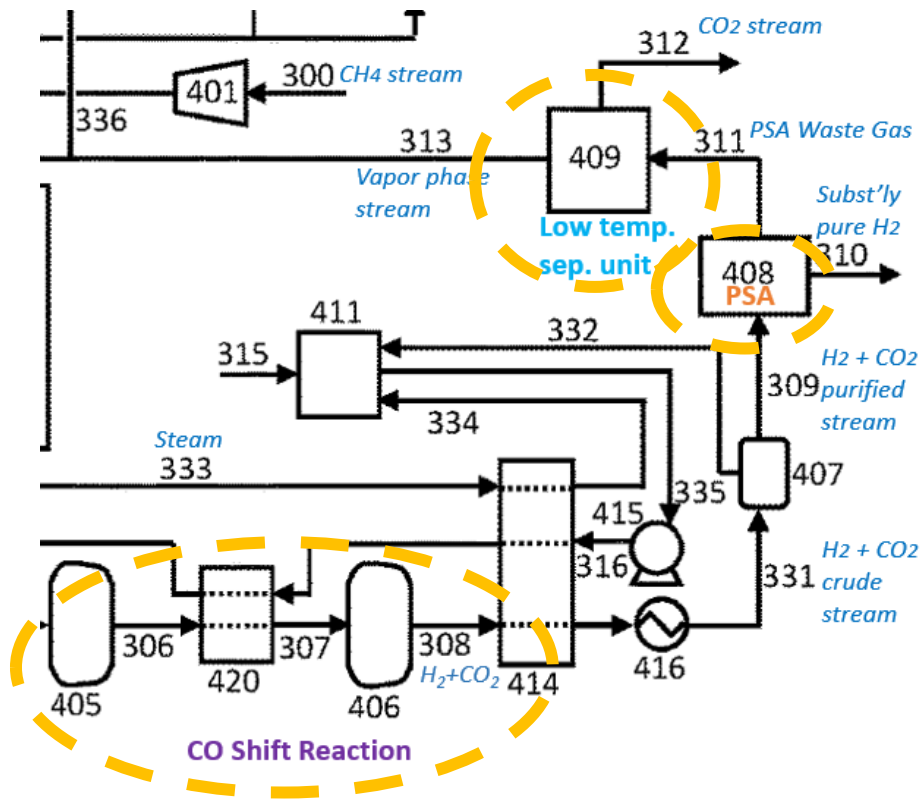 312
CO2 stream
401
300
CH4 stream
336
313
409
311
PSA Waste Gas
Vapor phase
stream
Low temp.
sep. unit
Subst'ly
pure H2
408
310
PSA
411
332
315
309
H2 + CO2
purified
stream
334
Steam
333
407
415
335
316
331
H2 + CO2
crude
stream
306
307
308
405
420
406
H2+CO2
414
416
CO Shift Reaction